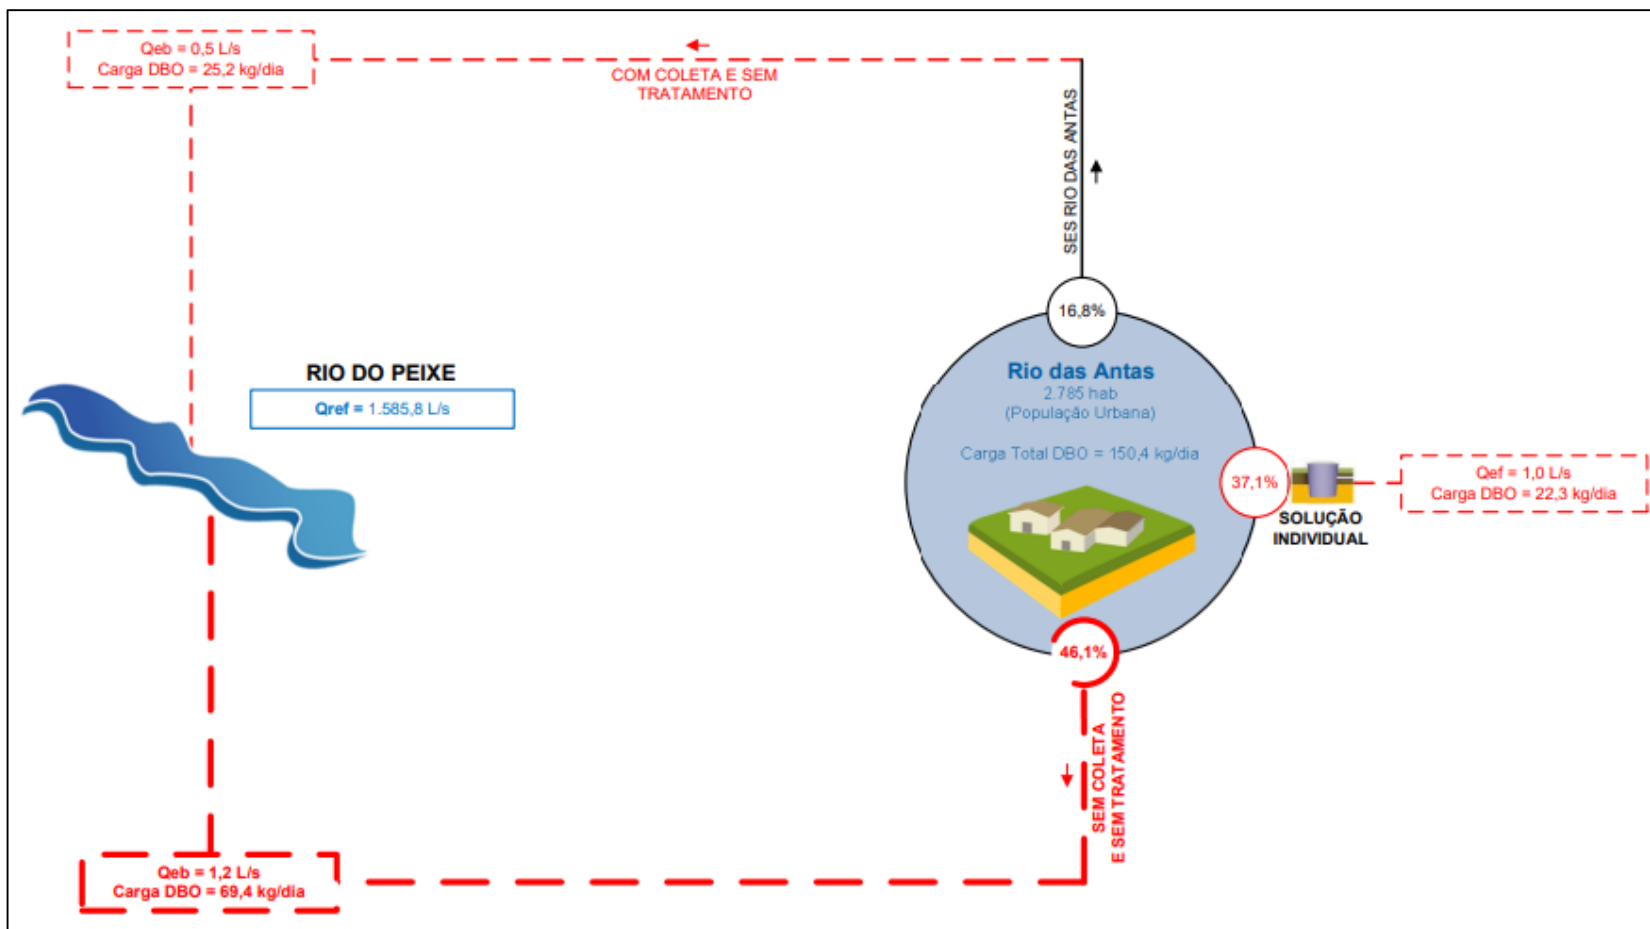 Qeb = 0,5 L/s
Carga DBO = 25,2 kg/dia
COM COLETA E SEM
TRATAMENTO
SES RIO DAS ANTAS
16,8%
RIO DO PEIXE
Qref = 1.585,8 L/s
Rio das Antas
2.785 hab
(População Urbana)
Carga Total DBO = 150,4 kg/dia
37,1%
SOLUÇÃO
INDIVIDUAL
Qef = 1,0 L/s
Carga DBO = 22,3 kg/dia
46,1%
SEM COLETA
E SEM TRATAMENTO
Qeb = 1,2 L/s
Carga DBO = 69,4 kg/dia